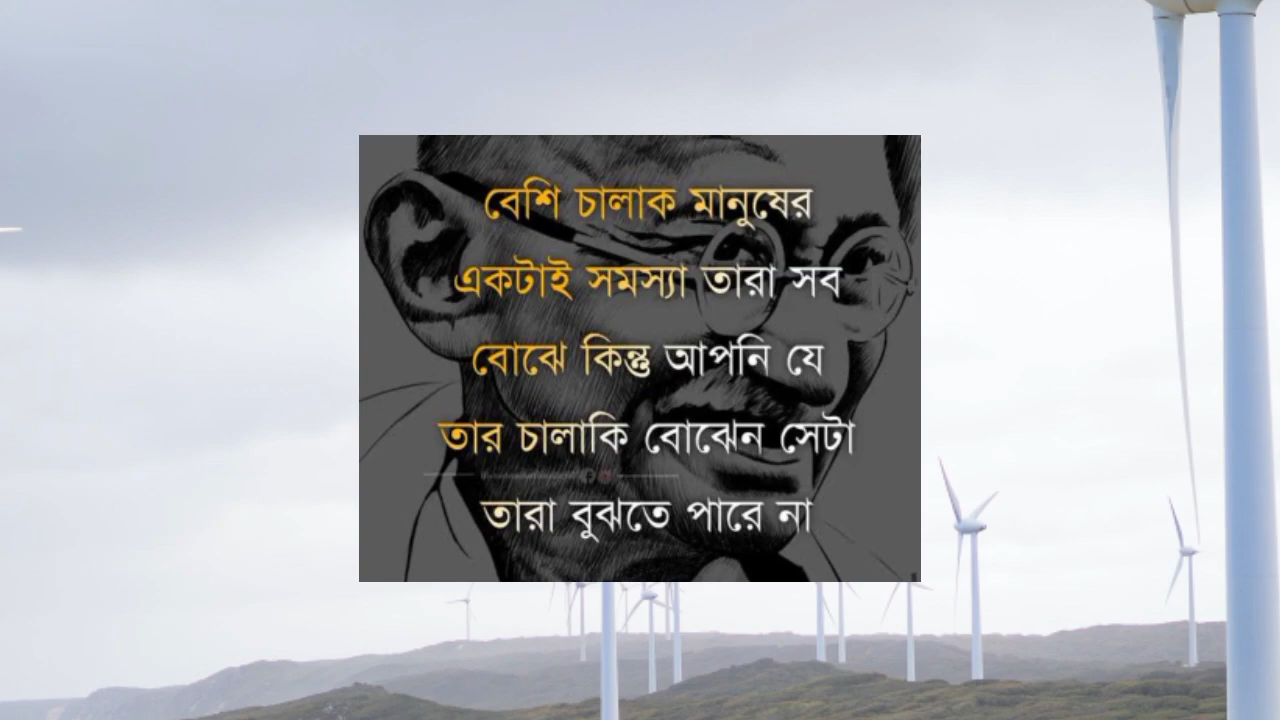 বেশি চালাক মানুষের
একটাই সমস্যা তারা সব
বোঝে কিন্তু আপনি যে
তার চালাকি বোঝেন সেটা
তারা বুঝতে পারে না